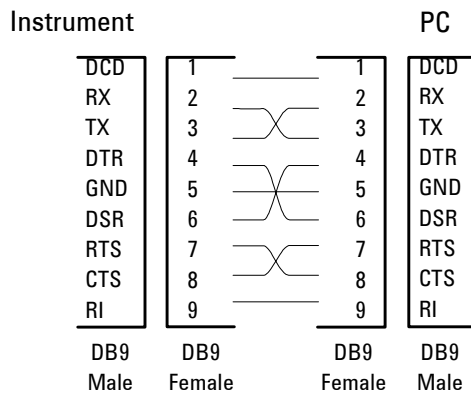 Instrument PC
DCD 1 1 DCD
RX 2 2 RX
TX 3 3 TX
DTR 4 4 DTR
GND 5 5 GND
DSR 6 6 DSR
RTS 7 7 RTS
CTS 8 8 CTS
RI 9 9 RI
DB9 DB9 DB9 DB9
Male Female Female Male